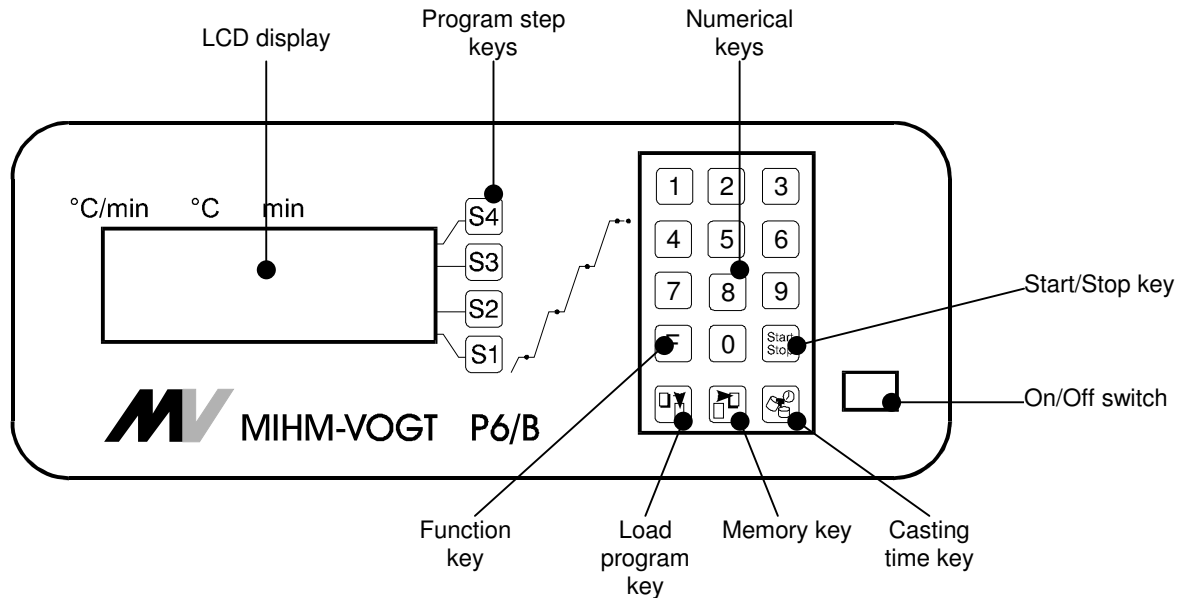 LCD display
Program step
keys
Numerical
keys
°C/min °C min
S4
S3
S2
S1
1 2 3
4 5 6
7 8 9
F 0 Start
Stop
MV MIHM-VOGT P6/B
Start/Stop key
On/Off switch
Function
key
Load
program
key
Memory key
Casting
time key